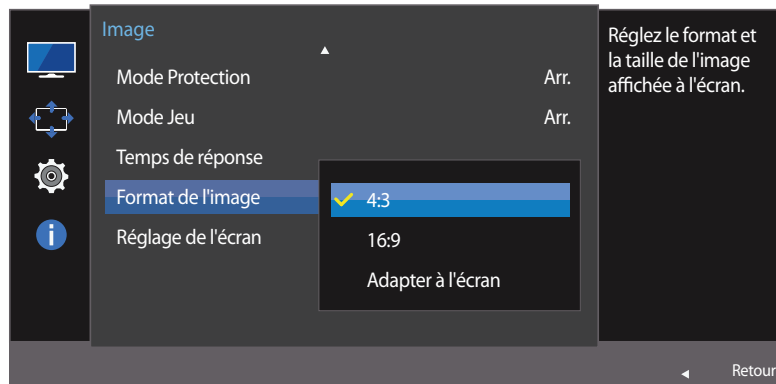 Image
Mode Protection Arr.
Mode Jeu Arr.
Temps de réponse
Format de l'image
Réglage de l'écran
4:3
16:9
Adapter à l'écran
Réglez le format et
la taille de l'image
affichée à l'écran.
Retour